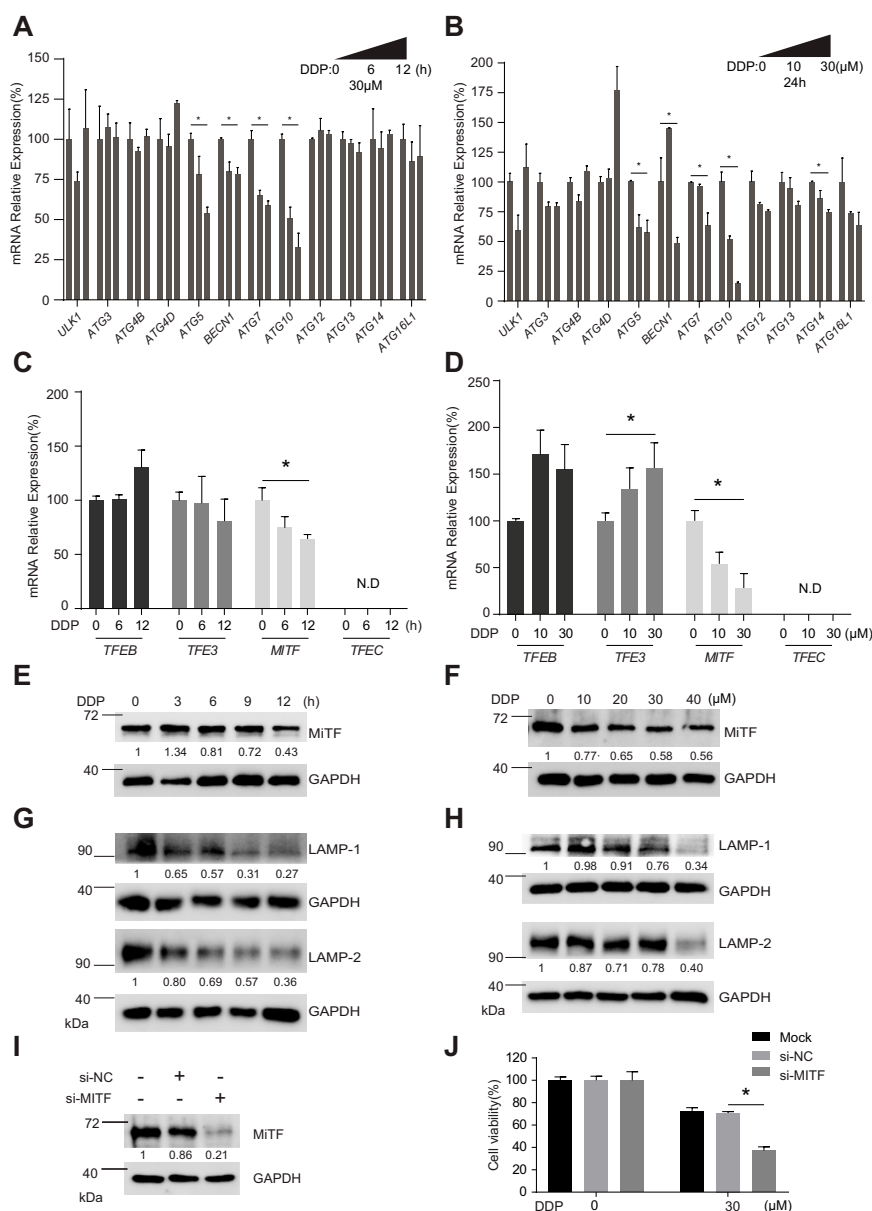 A
DDP:0 6 12 (h)
30µM
mRNA Relative Expression(%)
150
125
100
75
50
25
0
* * * *
ULK1 ATG3 ATG4B ATG4D ATG5 BECN1 ATG7 ATG10 ATG12 ATG13 ATG14 ATG16L1
B
DDP:0 10 30(µM)
24h
mRNA Relative Expression(%)
200
175
150
125
100
75
50
25
0
* * * * *
ULK1 ATG3 ATG4B ATG4D ATG5 BECN1 ATG7 ATG10 ATG12 ATG13 ATG14 ATG16L1
C
mRNA Relative Expression(%)
200
150
100
50
0
*
N.D
DDP 0 6 12 0 6 12 0 6 12 0 6 12 (h)
TFEB TFE3 MITF TFEC
D
mRNA Relative Expression(%)
250
200
150
100
50
0
* *
N.D
DDP 0 10 30 0 10 30 0 10 30 0 10 30 (µM)
TFEB TFE3 MITF TFEC
E
DDP 0 3 6 9 12 (h)
72
MiTF
1 1.34 0.81 0.72 0.43
40
GAPDH
F
DDP 0 10 20 30 40 (µM)
72
MiTF
1 0.77· 0.65 0.58 0.56
40
GAPDH
G
90
LAMP-1
1 0.65 0.57 0.31 0.27
40
GAPDH
90
LAMP-2
1 0.80 0.69 0.57 0.36
40
GAPDH
kDa
H
90
LAMP-1
1 0.98 0.91 0.76 0.34
40
GAPDH
90
LAMP-2
1 0.87 0.71 0.78 0.40
40
GAPDH
I
si-NC - + -
si-MITF - - +
72
MiTF
1 0.86 0.21
40
GAPDH
kDa
J
Mock
si-NC
si-MITF
Cell viability(%)
120
100
80
60
40
20
0
*
DDP 0 30 (µM)